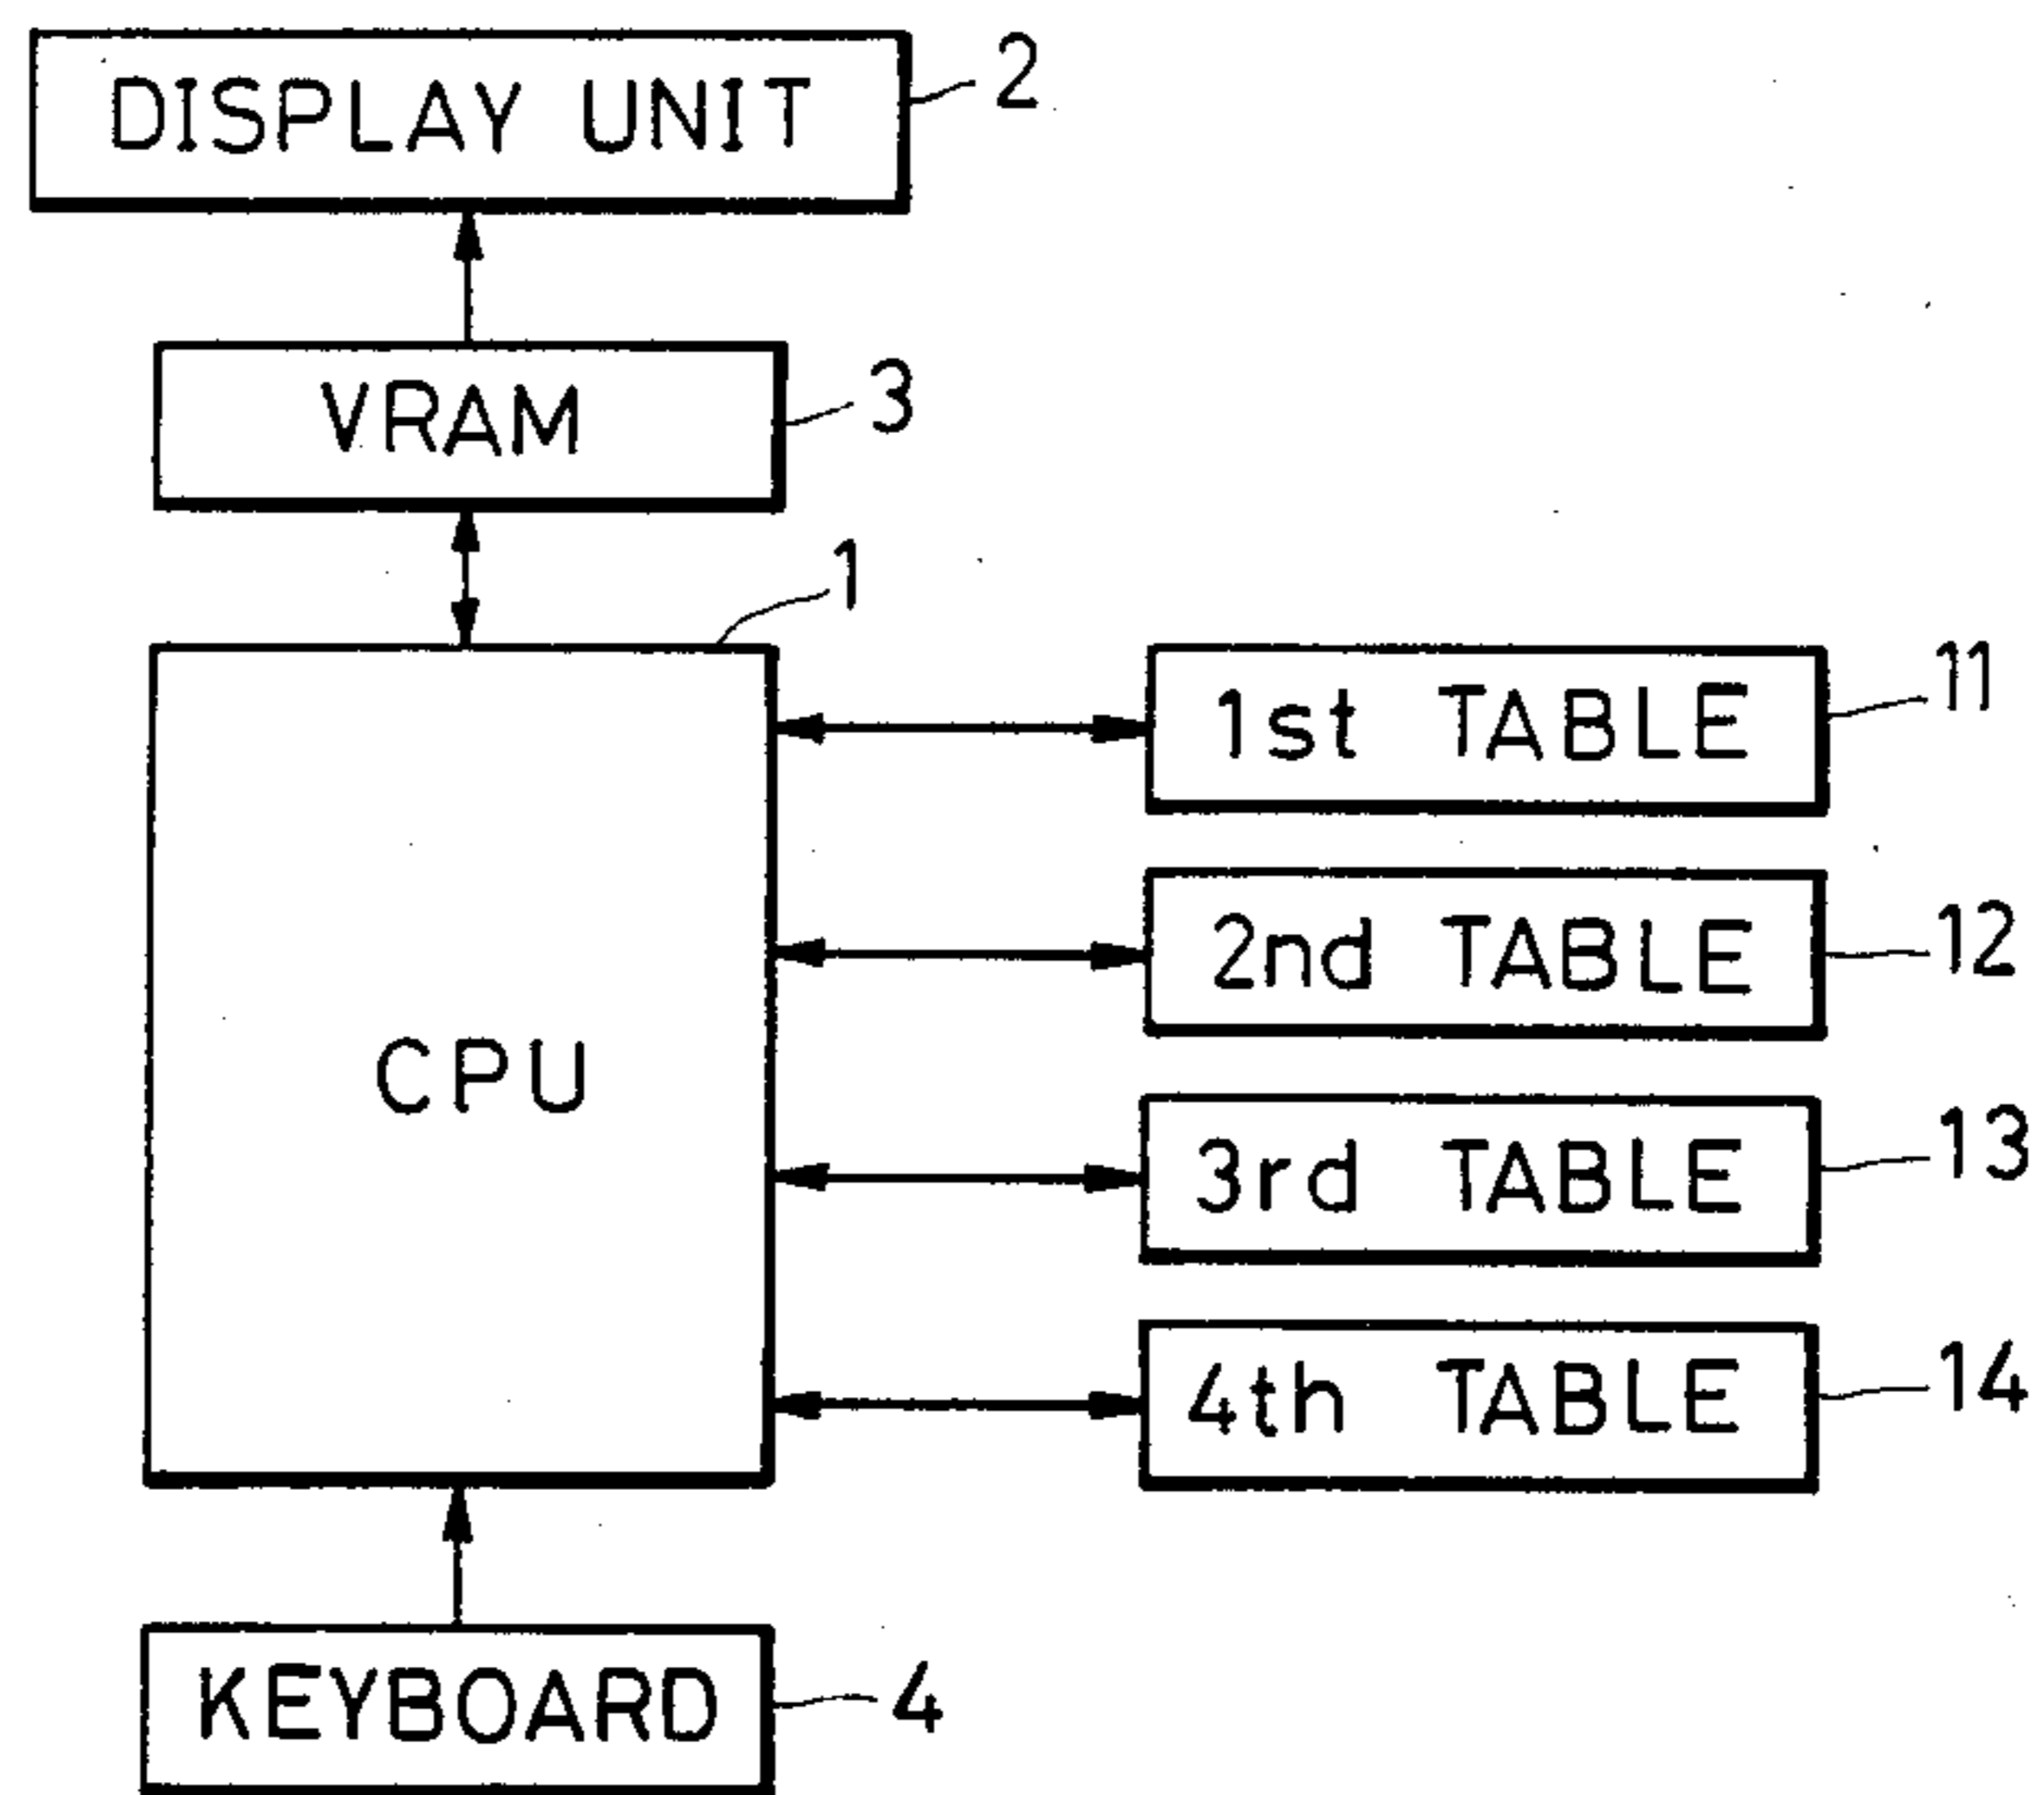 DISPLAY UNIT 2
VRAM 3
1
1st TABLE 11
2nd TABLE 12
CPU
3rd TABLE 13
4th TABLE 14
KEYBOARD 4